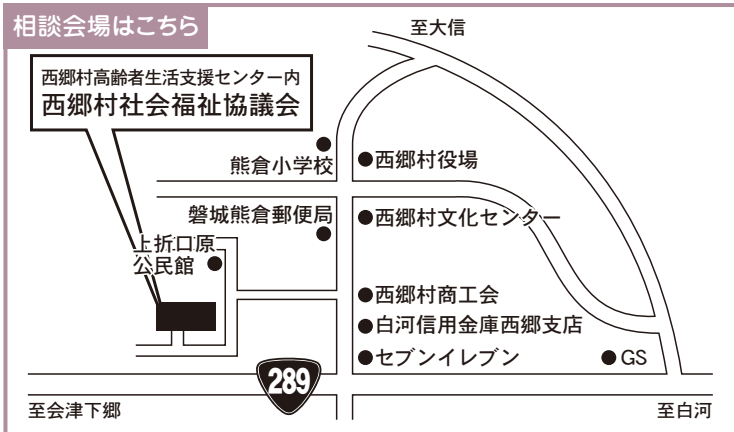 相談会場はこちら
至大信
西郷村高齢者生活支援センター内
西郷村社会福祉協議会
熊倉小学校
西郷村役場
磐城熊倉郵便局
西郷村文化センター
上折口原
公民館
西郷村商工会
白河信用金庫西郷支店
セブンイレブン
GS
289
至会津下郷
至白河